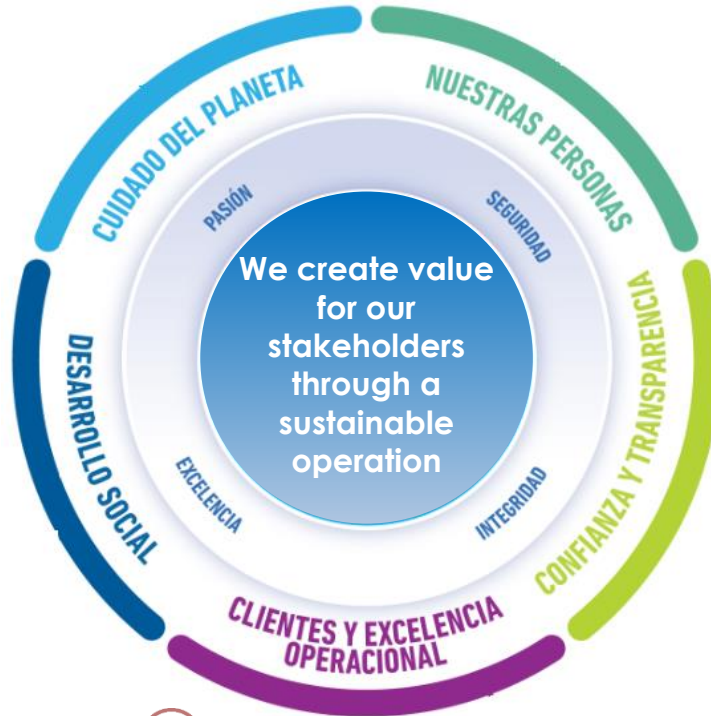 CUIDADO DEL PLANETA
NUESTRAS PERSONAS
PASIÓN
SEGURIDAD
We create value
for our
stakeholders
through a
sustainable
operation
DESARROLLO SOCIAL
CONFIANZA Y TRANSPARENCIA
EXCELENCIA
INTEGRIDAD
CLIENTES Y EXCELENCIA
OPERACIONAL